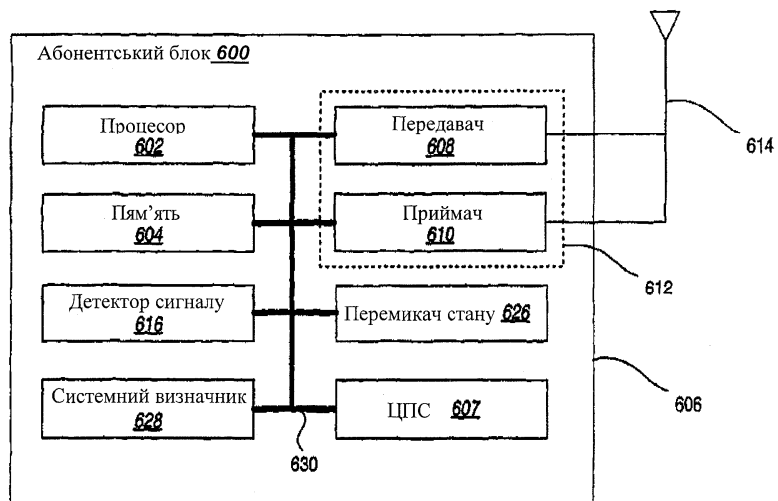 Абонентський блок 600
Процесор
602
Передавач
608
614
Пям’ять
604
Приймач
610
612
Детектор сигналу
616
Перемикач стану 626
606
Системний визначник
628
ЦПС 607
630